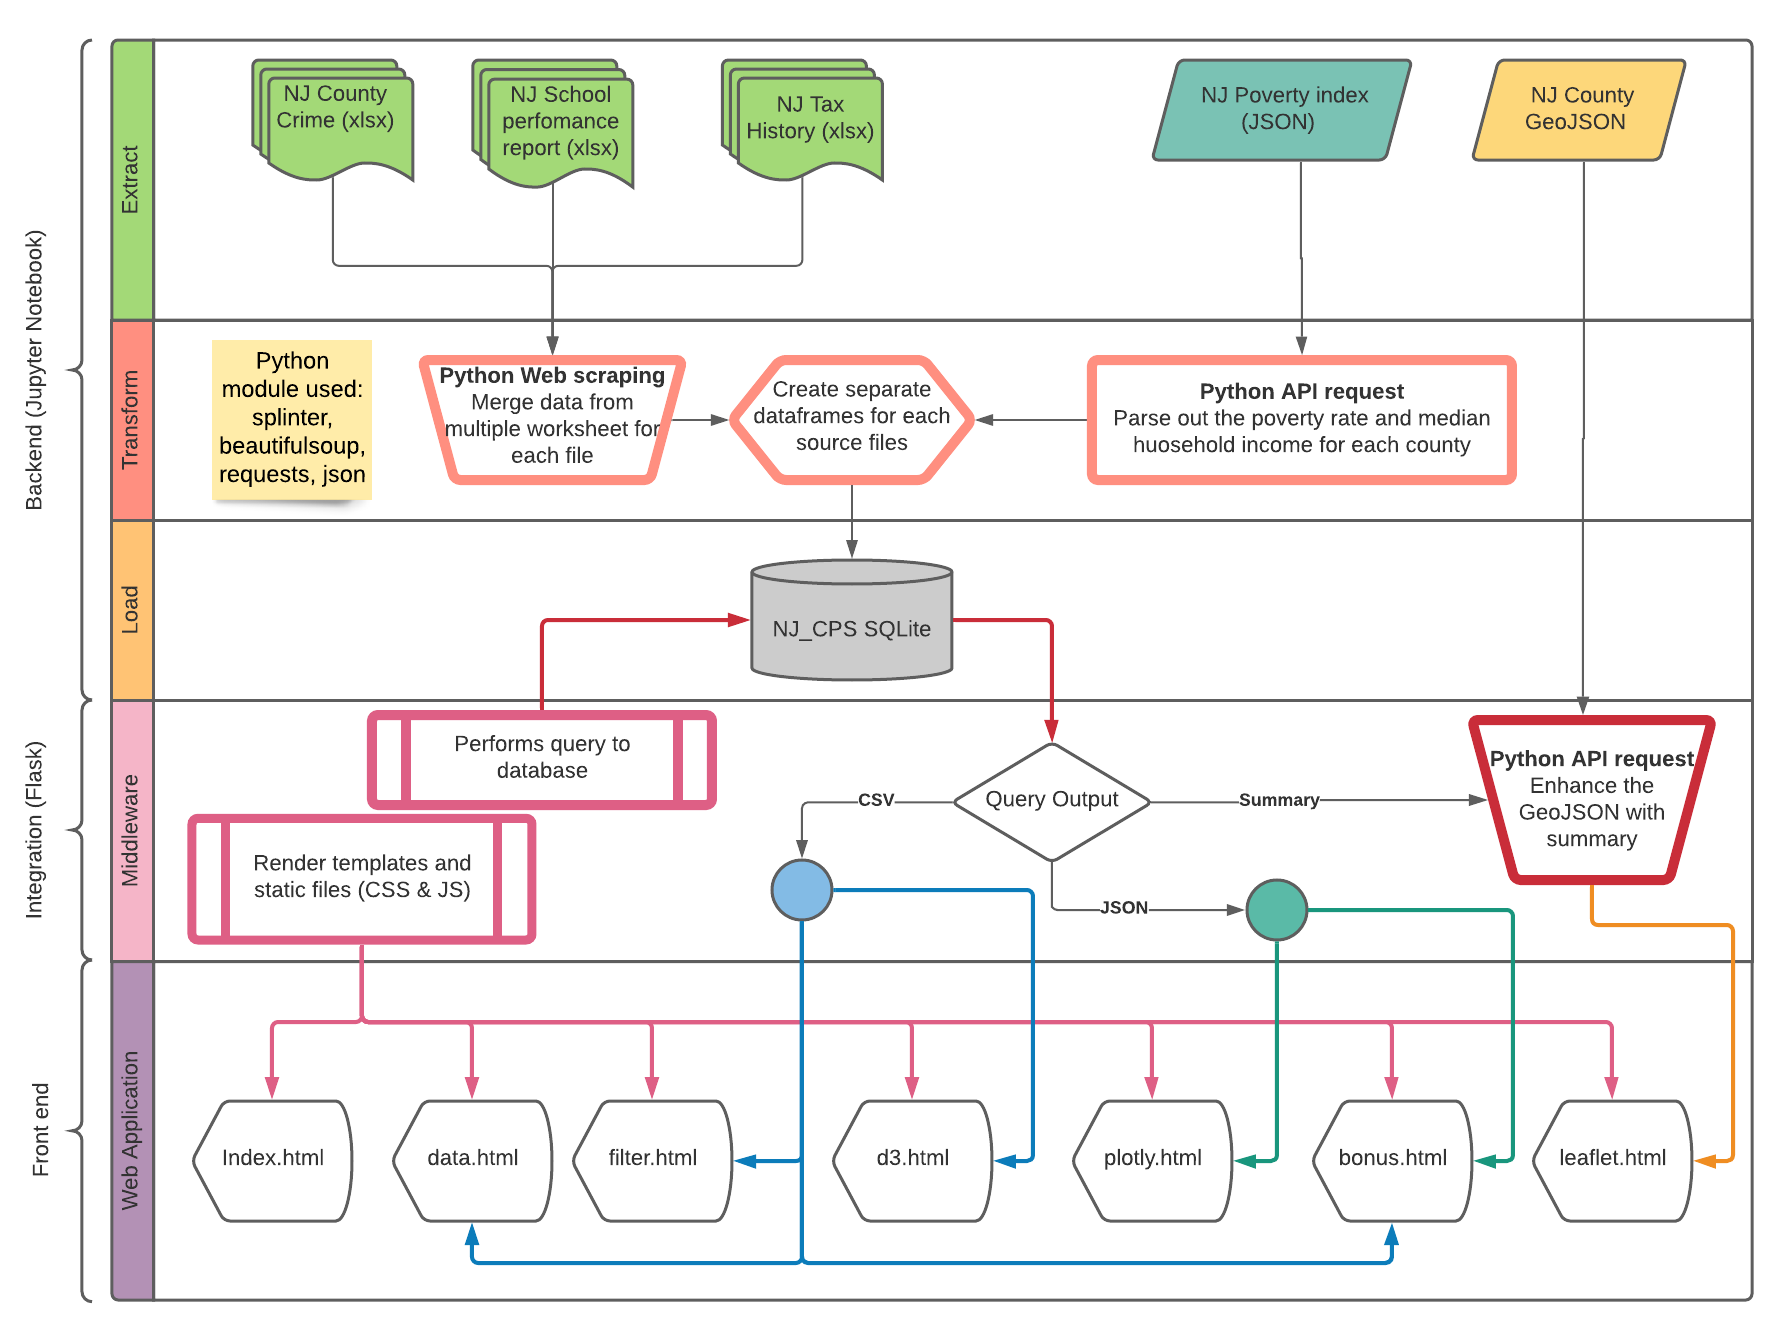 Backend (Jupyter Notebook)
Extract
NJ County
Crime (xlsx)
NJ School
perfomance
report (xlsx)
NJ Tax
History (xlsx)
NJ Poverty index
(JSON)
NJ County
GeoJSON
Transform
Python
module used:
splinter,
beautifulsoup,
requests, json
Python Web scraping
Merge data from
multiple worksheet for
each file
Create separate
dataframes for each
source files
Python API request
Parse out the poverty rate and median
huosehold income for each county
Load
NJ_CPS SQLite
Integration (Flask)
Middleware
Performs query to
database
Render templates and
static files (CSS & JS)
CSV
Query Output
Summary
JSON
Python API request
Enhance the
GeoJSON with
summary
Front end
Web Application
Index.html
data.html
filter.html
d3.html
plotly.html
bonus.html
leaflet.html